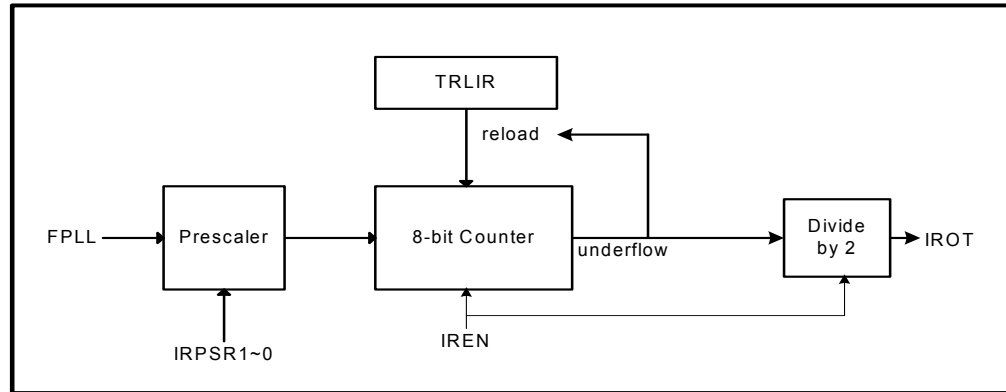 TRLIR
reload
FPLL
Prescaler
8-bit Counter
underflow
Divide
by 2
IROT
IRPSR1~0
IREN